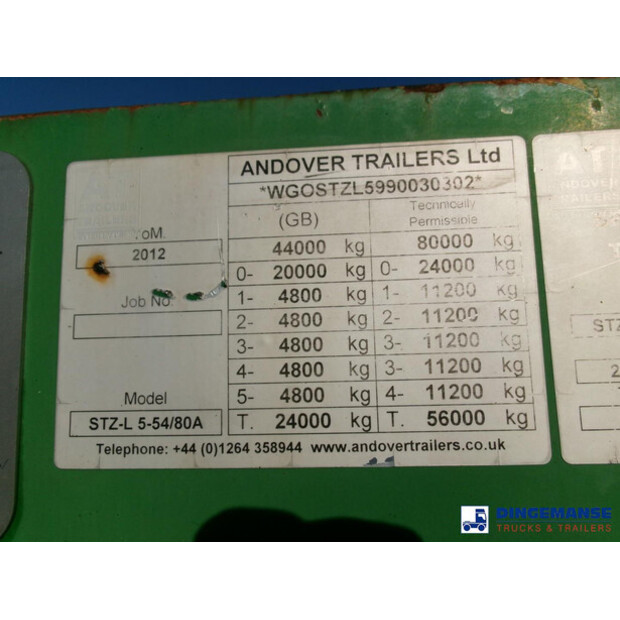 ANDOVER TRAILERS Ltd
*WGOSTZL5990030302*
(GB) Technically Permissible
YoM.
2012
44000 kg 80000 kg
0- 20000 kg 0- 24000 kg
Job No.
1- 4800 kg 1- 11200 kg
2- 4800 kg 2- 11200 kg
3- 4800 kg 3- 11200 kg
4- 4800 kg 3- 11200 kg
Model
5- 4800 kg 4- 11200 kg
STZ-L 5-54/80A
T. 24000 kg T. 56000 kg
Telephone: +44 (0)1264 358944 www.andovertrailers.co.uk
STZ
DINGEMANSE
TRUCKS & TRAILERS